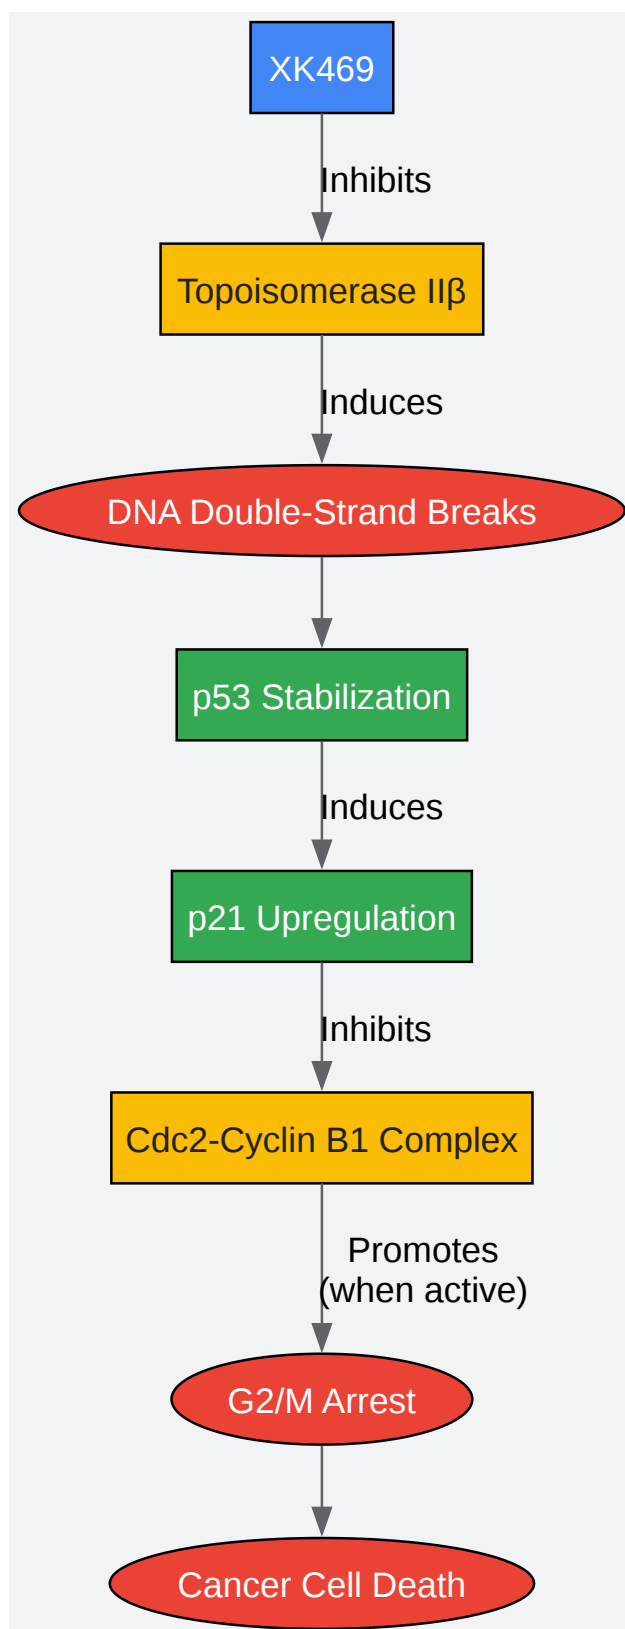 XK469
Inhibits
Topoisomerase IIβ
Induces
DNA Double-Strand Breaks
p53 Stabilization
Induces
p21 Upregulation
Inhibits
Cdc2-Cyclin B1 Complex
Promotes
(when active)
G2/M Arrest
Cancer Cell Death